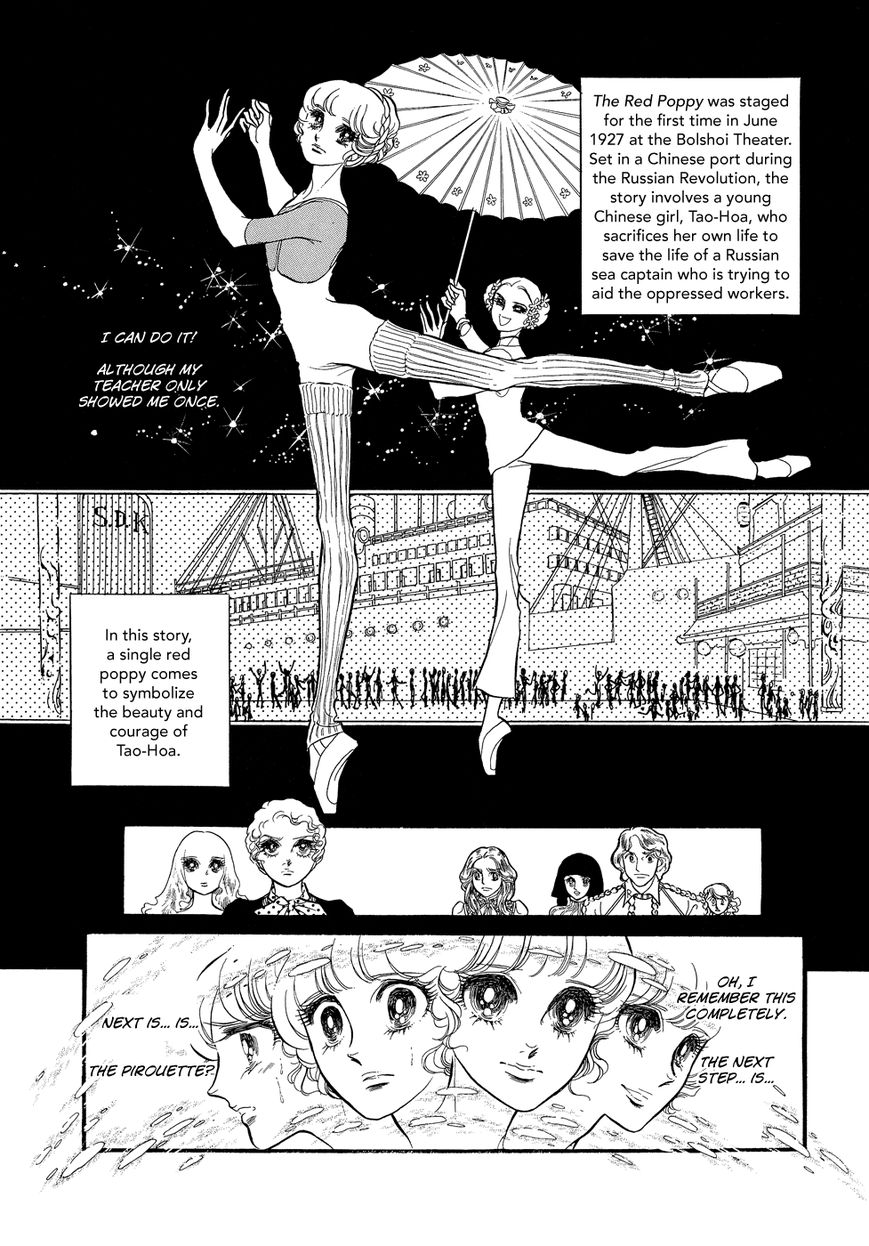 The Red Poppy was staged
for the first time in June
1927 at the Bolshoi Theater.
Set in a Chinese port during
the Russian Revolution, the
story involves a young
Chinese girl, Tao-Hoa, who
sacrifices her own life to
save the life of a Russian
sea captain who is trying to
aid the oppressed workers.
I CAN DO IT!
ALTHOUGH MY
TEACHER ONLY
SHOWED ME ONCE.
S.D.K
In this story,
a single red
poppy comes
to symbolize
the beauty and
courage of
Tao-Hoa.
OH, I
REMEMBER THIS
COMPLETELY.
NEXT IS... IS...
THE PIROUETTE?
THE NEXT
STEP... IS...